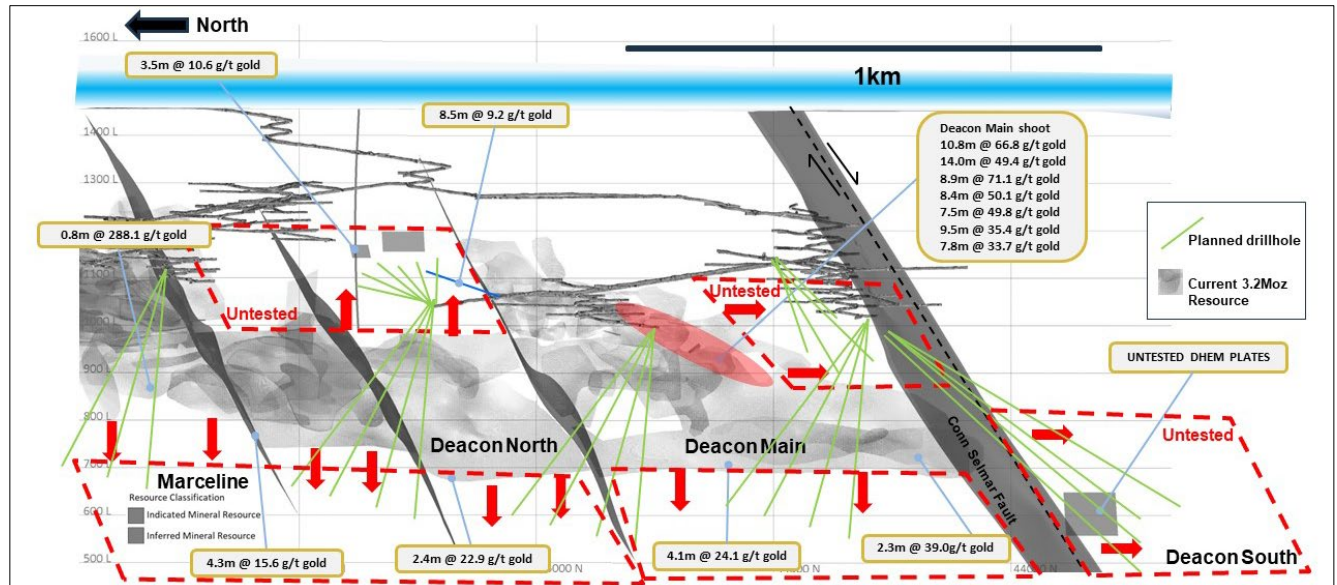 North
1600 L
1km
3.5m @ 10.6 g/t gold
8.5m @ 9.2 g/t gold
1400 L
Deacon Main shoot
10.8m @ 66.8 g/t gold
14.0m @ 49.4 g/t gold
8.9m @ 71.1 g/t gold
8.4m @ 50.1 g/t gold
7.5m @ 49.8 g/t gold
9.5m @ 35.4 g/t gold
7.8m @ 33.7 g/t gold
1300 L
0.8m @ 288.1 g/t gold
Planned drillhole
Current 3.2Moz
Resource
1100 L
Untested
Untested
1000 L
900 L
UNTESTED DHEM PLATES
800 L
Untested
Deacon North
Deacon Main
700 L
Conn Selmar Fault
Marceline
Resource Classification
Indicated Mineral Resource
600 L
Inferred Mineral Resource
500 L
4.3m @ 15.6 g/t gold
2.4m @ 22.9 g/t gold
4.1m @ 24.1 g/t gold
2.3m @ 39.0g/t gold
Deacon South